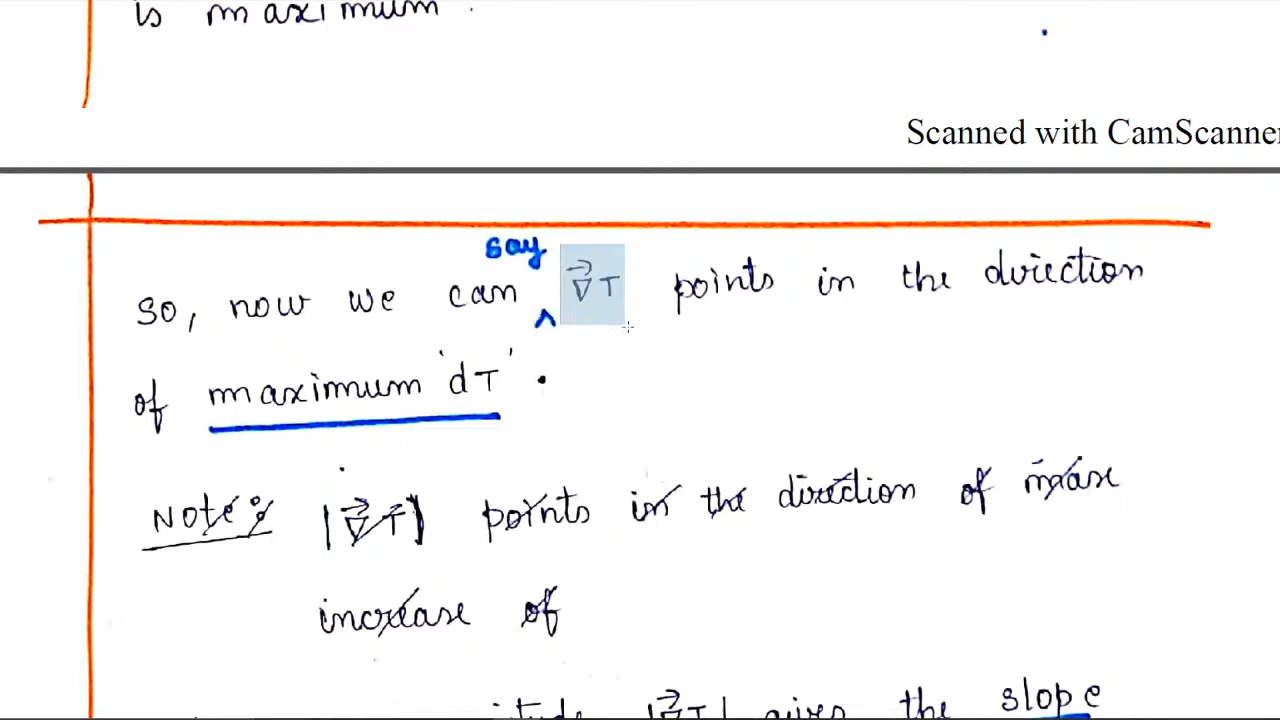 is maximum.
Scanned with CamScanner
say
so, now we can ^ ∇⃗T points in the direction
of maximum 'dT'.
Note: |∇⃗T| points in the direction of
increase of
|∇⃗T| gives the slope